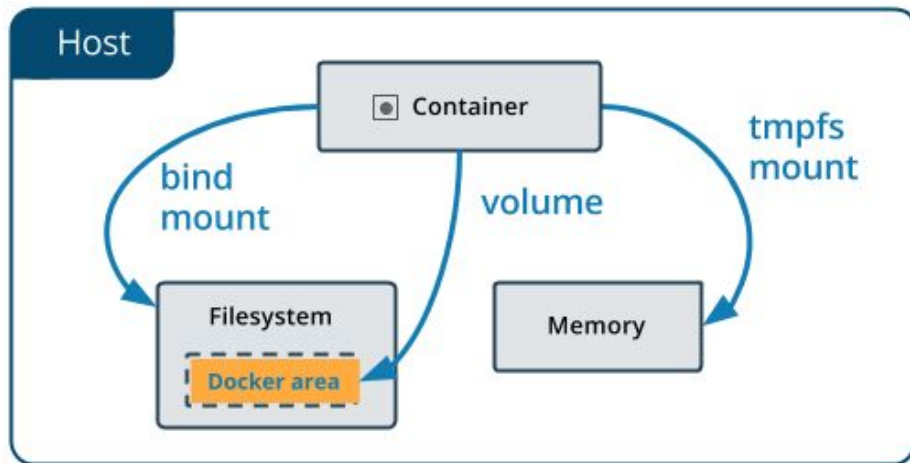 Host
Container
bind
mount
volume
tmpfs
mount
Filesystem
Docker area
Memory